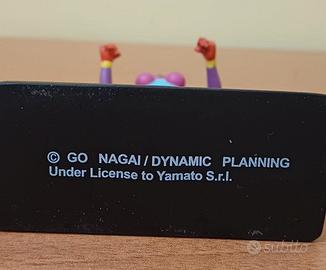 © GO NAGAI / DYNAMIC PLANNING
Under License to Yamato S.r.l.
subito